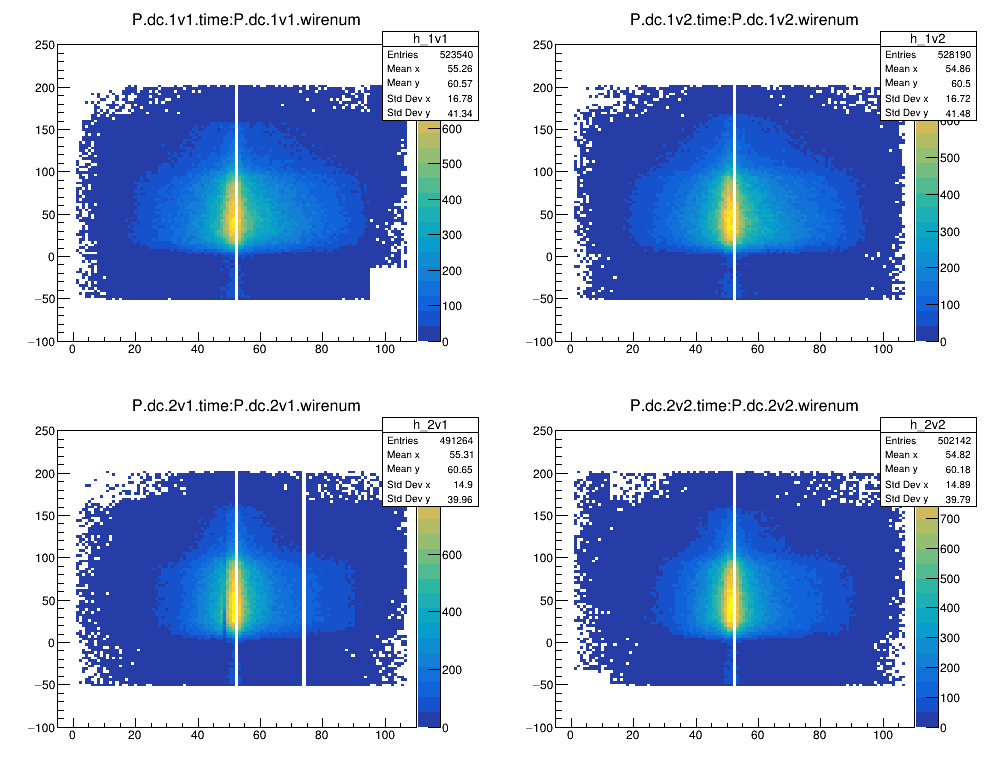 P.dc.1v1.time:P.dc.1v1.wirenum
h_1v1
Entries 523540
Mean x 55.26
Mean y 60.57
Std Dev x 16.78
Std Dev y 41.34
250
200
150
100
50
0
−50
−100
0 20 40 60 80 100
600
500
400
300
200
100
0
P.dc.1v2.time:P.dc.1v2.wirenum
h_1v2
Entries 528190
Mean x 54.86
Mean y 60.5
Std Dev x 16.72
Std Dev y 41.48
250
200
150
100
50
0
−50
−100
0 20 40 60 80 100
600
500
400
300
200
100
0
P.dc.2v1.time:P.dc.2v1.wirenum
h_2v1
Entries 491264
Mean x 55.31
Mean y 60.65
Std Dev x 14.9
Std Dev y 39.96
250
200
150
100
50
0
−50
−100
0 20 40 60 80 100
600
400
200
0
P.dc.2v2.time:P.dc.2v2.wirenum
h_2v2
Entries 502142
Mean x 54.82
Mean y 60.18
Std Dev x 14.89
Std Dev y 39.79
250
200
150
100
50
0
−50
−100
0 20 40 60 80 100
700
600
500
400
300
200
100
0